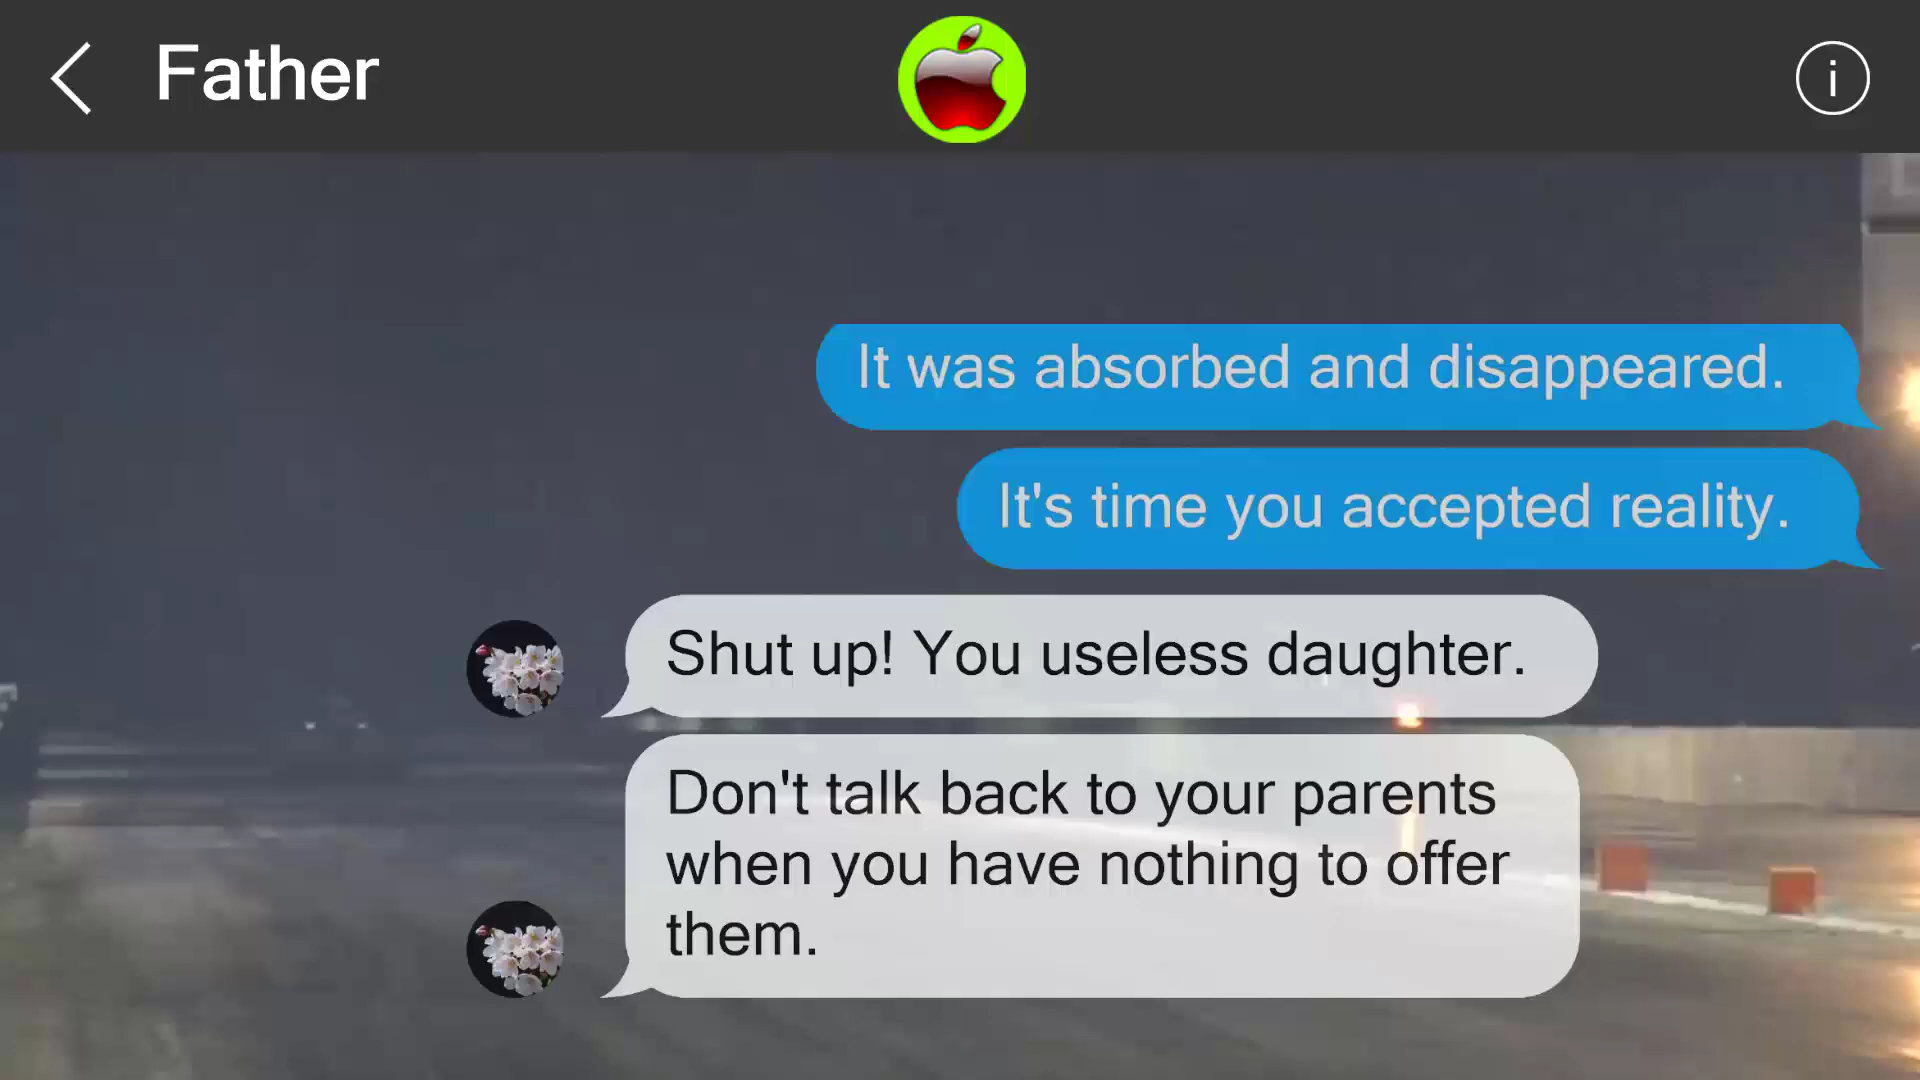 Father
i
It was absorbed and disappeared.
It's time you accepted reality.
Shut up! You useless daughter.
Don't talk back to your parents
when you have nothing to offer
them.